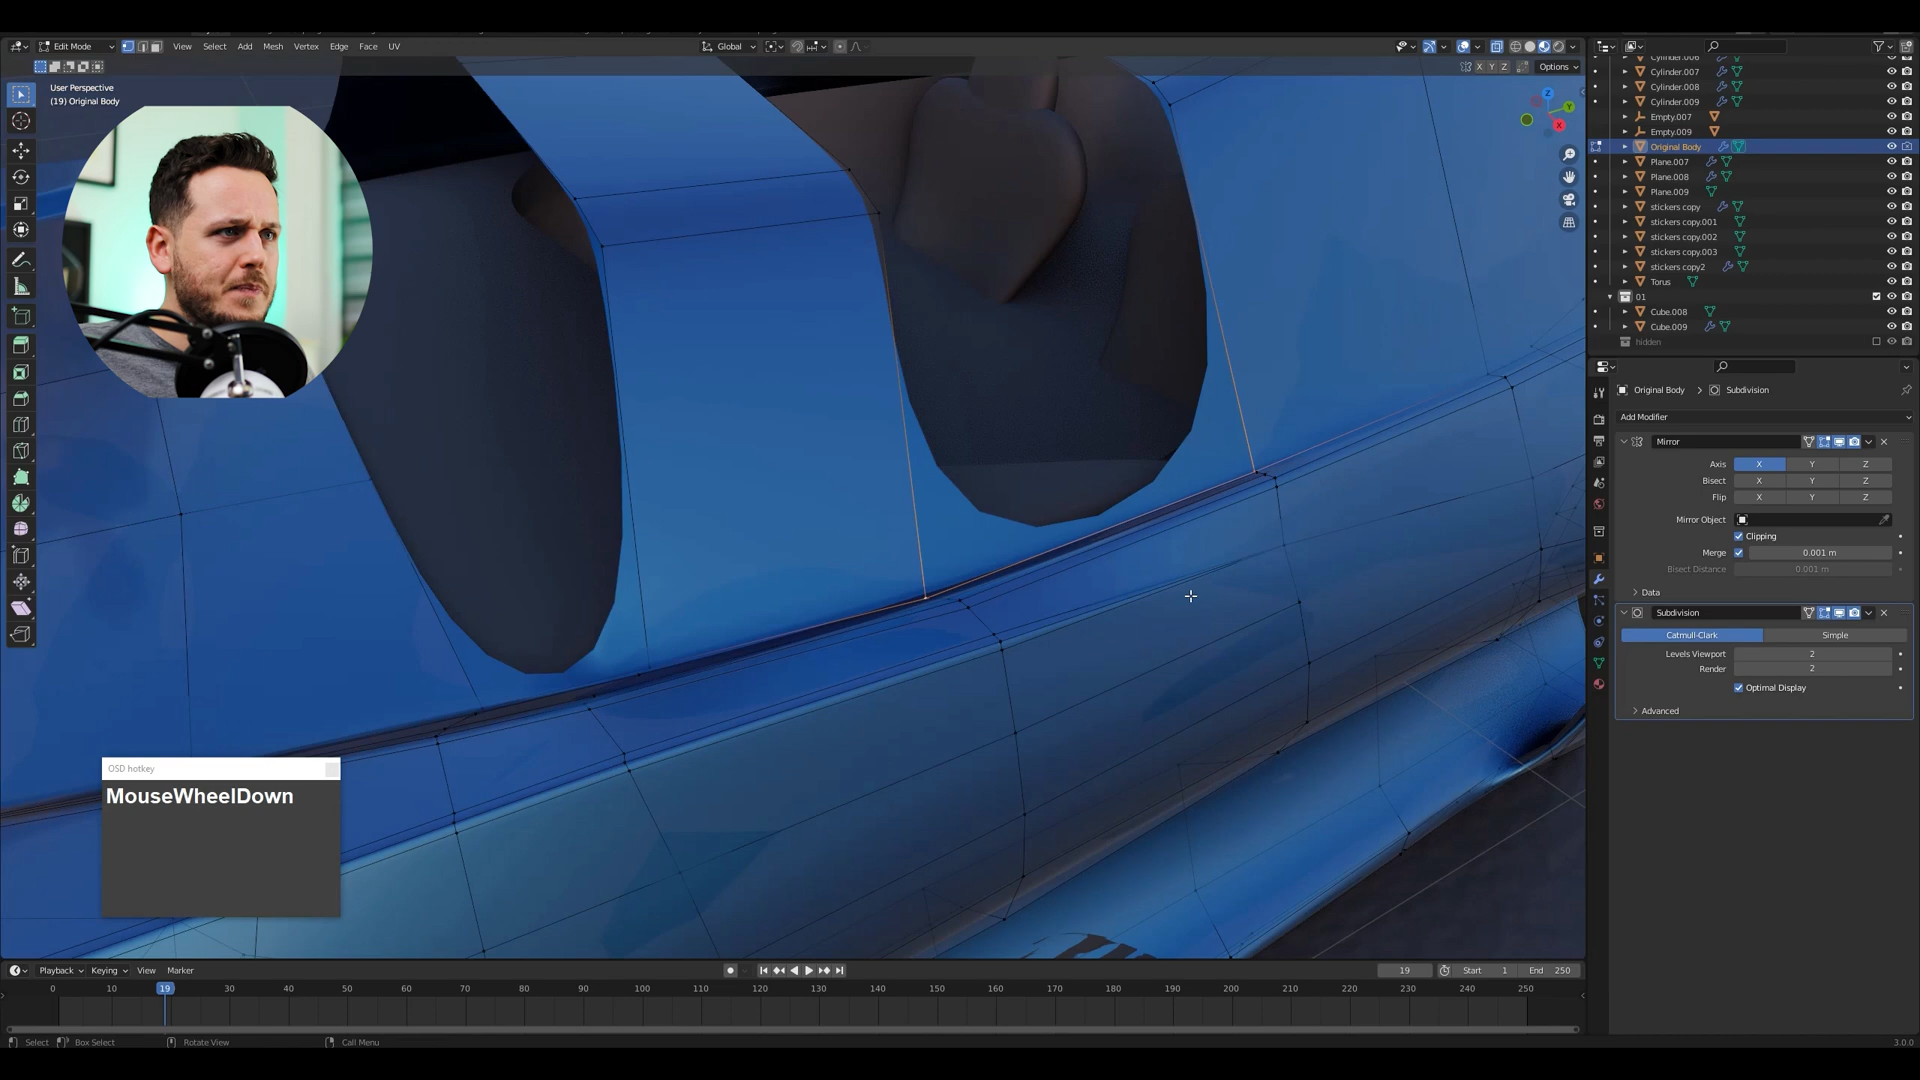 Edit Mode
View
Select
Add
Mesh
Vertex
Edge
Face
UV
Global
X
Y
Z
Options
User Perspective
(19) Original Body
Z
Y
X
OSD hotkey
MouseWheelDown
Cylinder.006
Cylinder.007
Cylinder.008
Cylinder.009
Empty.007
Empty.009
Original Body
Plane.007
Plane.008
Plane.009
stickers copy
stickers copy.001
stickers copy.002
stickers copy.003
stickers copy2
Torus
01
Cube.008
Cube.009
hidden
Original Body > Subdivision
Add Modifier
Mirror
Axis X Y Z
Bisect X Y Z
Flip X Y Z
Mirror Object
Clipping
Merge 0.001 m
Bisect Distance 0.001 m
Data
Subdivision
Catmull-Clark Simple
Levels Viewport 2
Render 2
Optimal Display
Advanced
Playback
Keying
View
Marker
19
Start 1
End 250
0 10 19 30 40 50 60 70 80 90 100 110 120 130 140 150 160 170 180 190 200 210 220 230 240 250
Select
Box Select
Rotate View
Call Menu
3.0.0